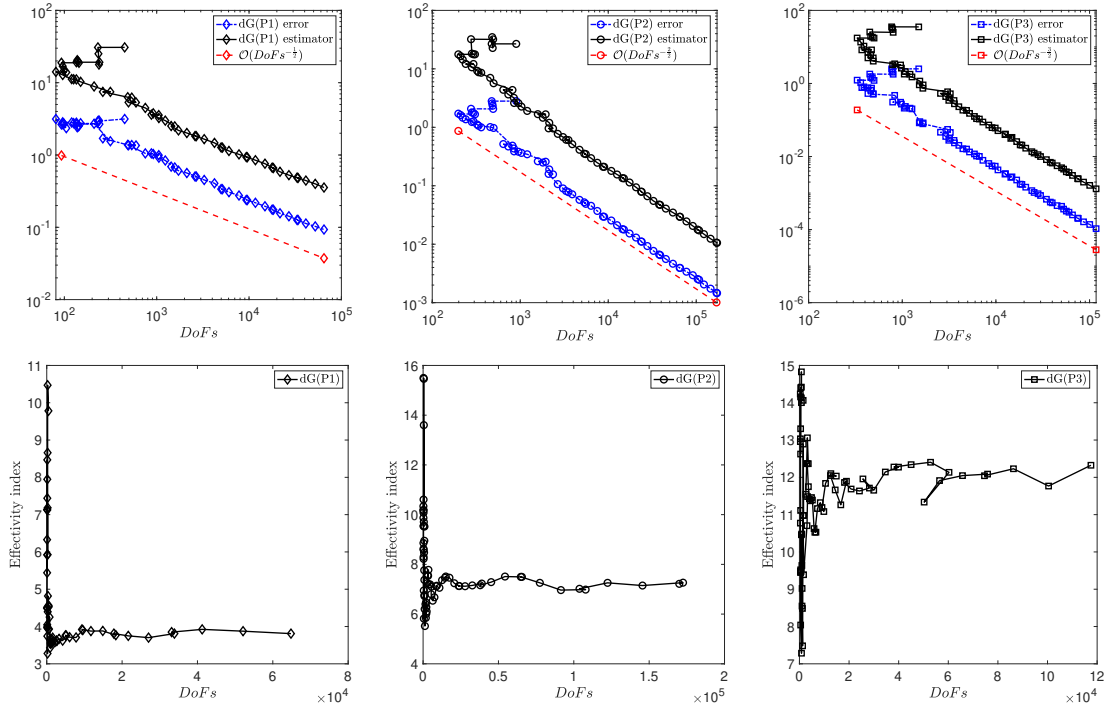 dG(P1) error
dG(P1) estimator
O(DoFs^{-1/2})
10^2
10^1
10^0
10^{-1}
10^{-2}
10^2 10^3 10^4 10^5
DoFs
dG(P2) error
dG(P2) estimator
O(DoFs^{-2/2})
10^2
10^1
10^0
10^{-1}
10^{-2}
10^{-3}
10^2 10^3 10^4 10^5
DoFs
dG(P3) error
dG(P3) estimator
O(DoFs^{-3/2})
10^2
10^0
10^{-2}
10^{-4}
10^{-6}
10^2 10^3 10^4 10^5
DoFs
dG(P1)
Effectivity index
11
10
9
8
7
6
5
4
3
0 2 4 6 8
DoFs
×10^4
dG(P2)
Effectivity index
16
14
12
10
8
6
4
0 0.5 1 1.5 2
DoFs
×10^5
dG(P3)
Effectivity index
15
14
13
12
11
10
9
8
7
0 2 4 6 8 10 12
DoFs
×10^4